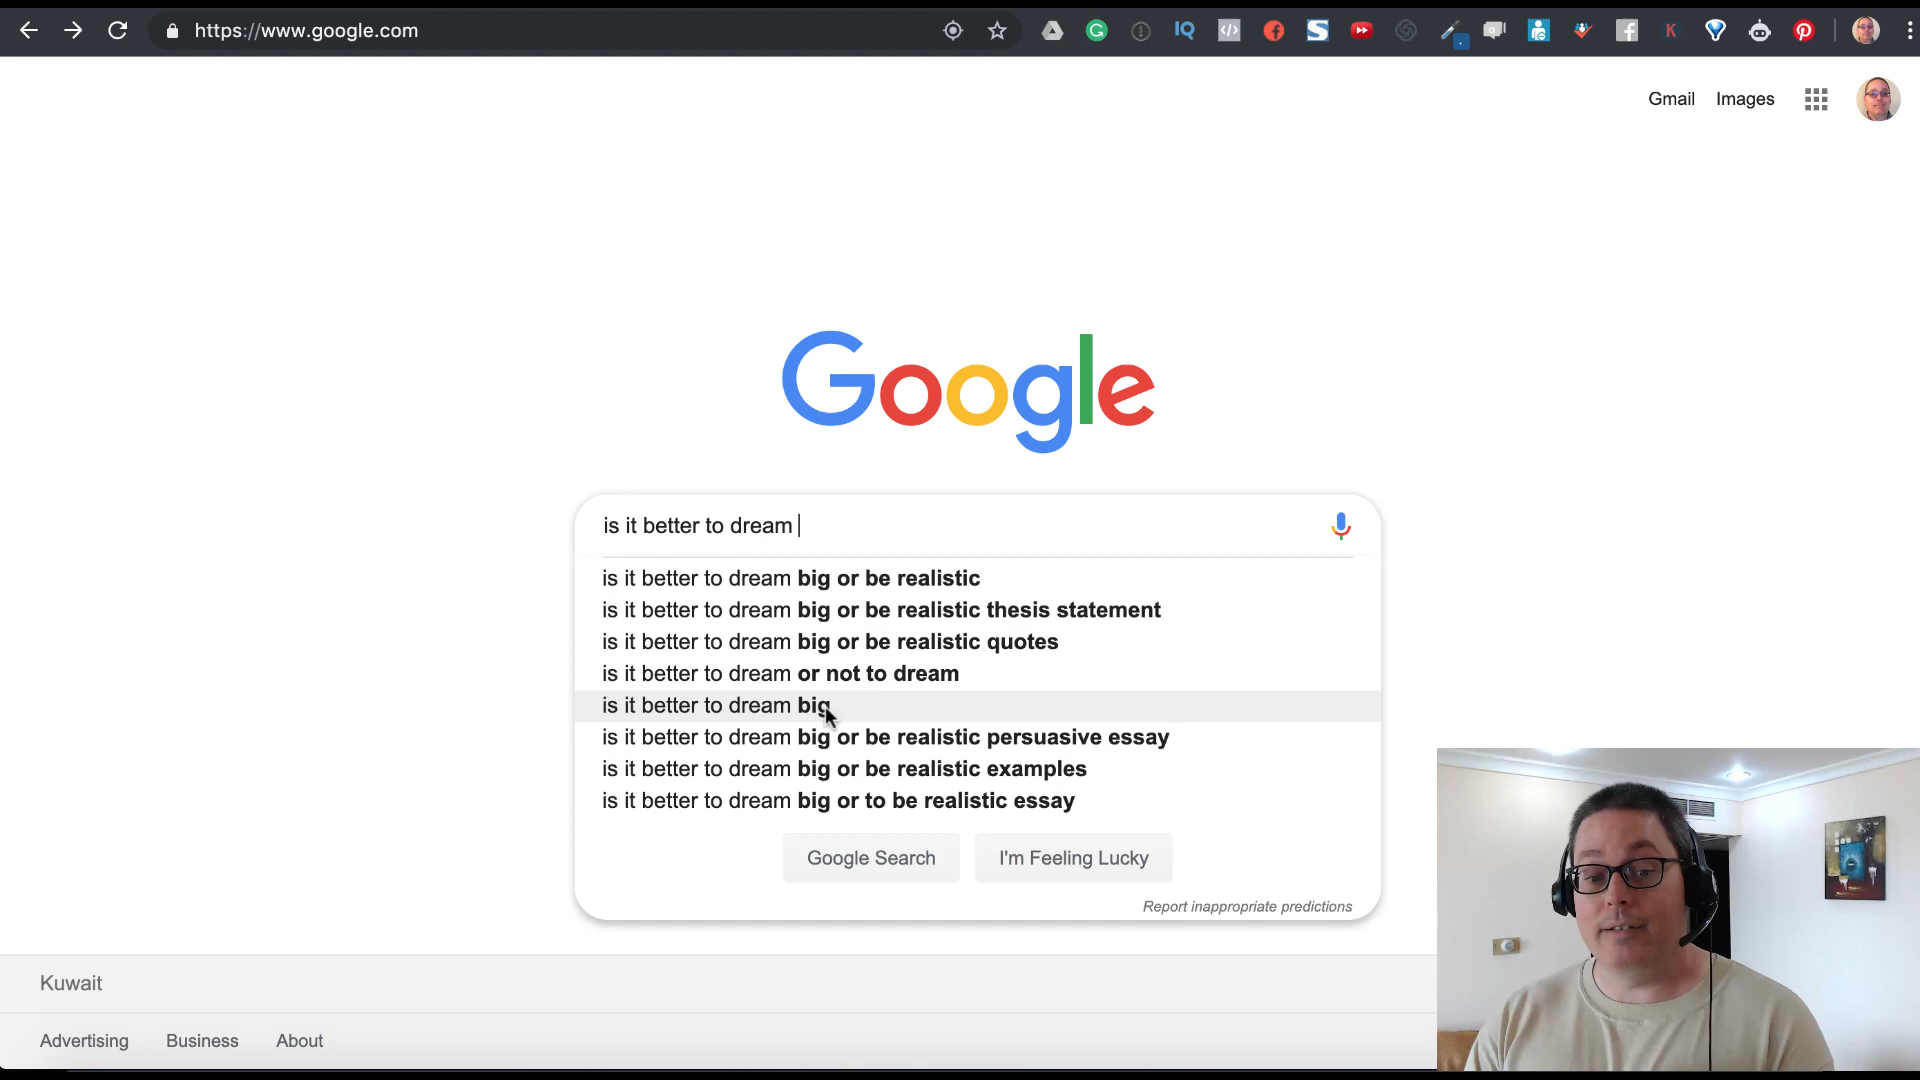 https://www.google.com
Gmail Images
Google
is it better to dream
is it better to dream big or be realistic
is it better to dream big or be realistic thesis statement
is it better to dream big or be realistic quotes
is it better to dream or not to dream
is it better to dream big
is it better to dream big or be realistic persuasive essay
is it better to dream big or be realistic examples
is it better to dream big or to be realistic essay
Google Search I'm Feeling Lucky
Report inappropriate predictions
Kuwait
Advertising Business About